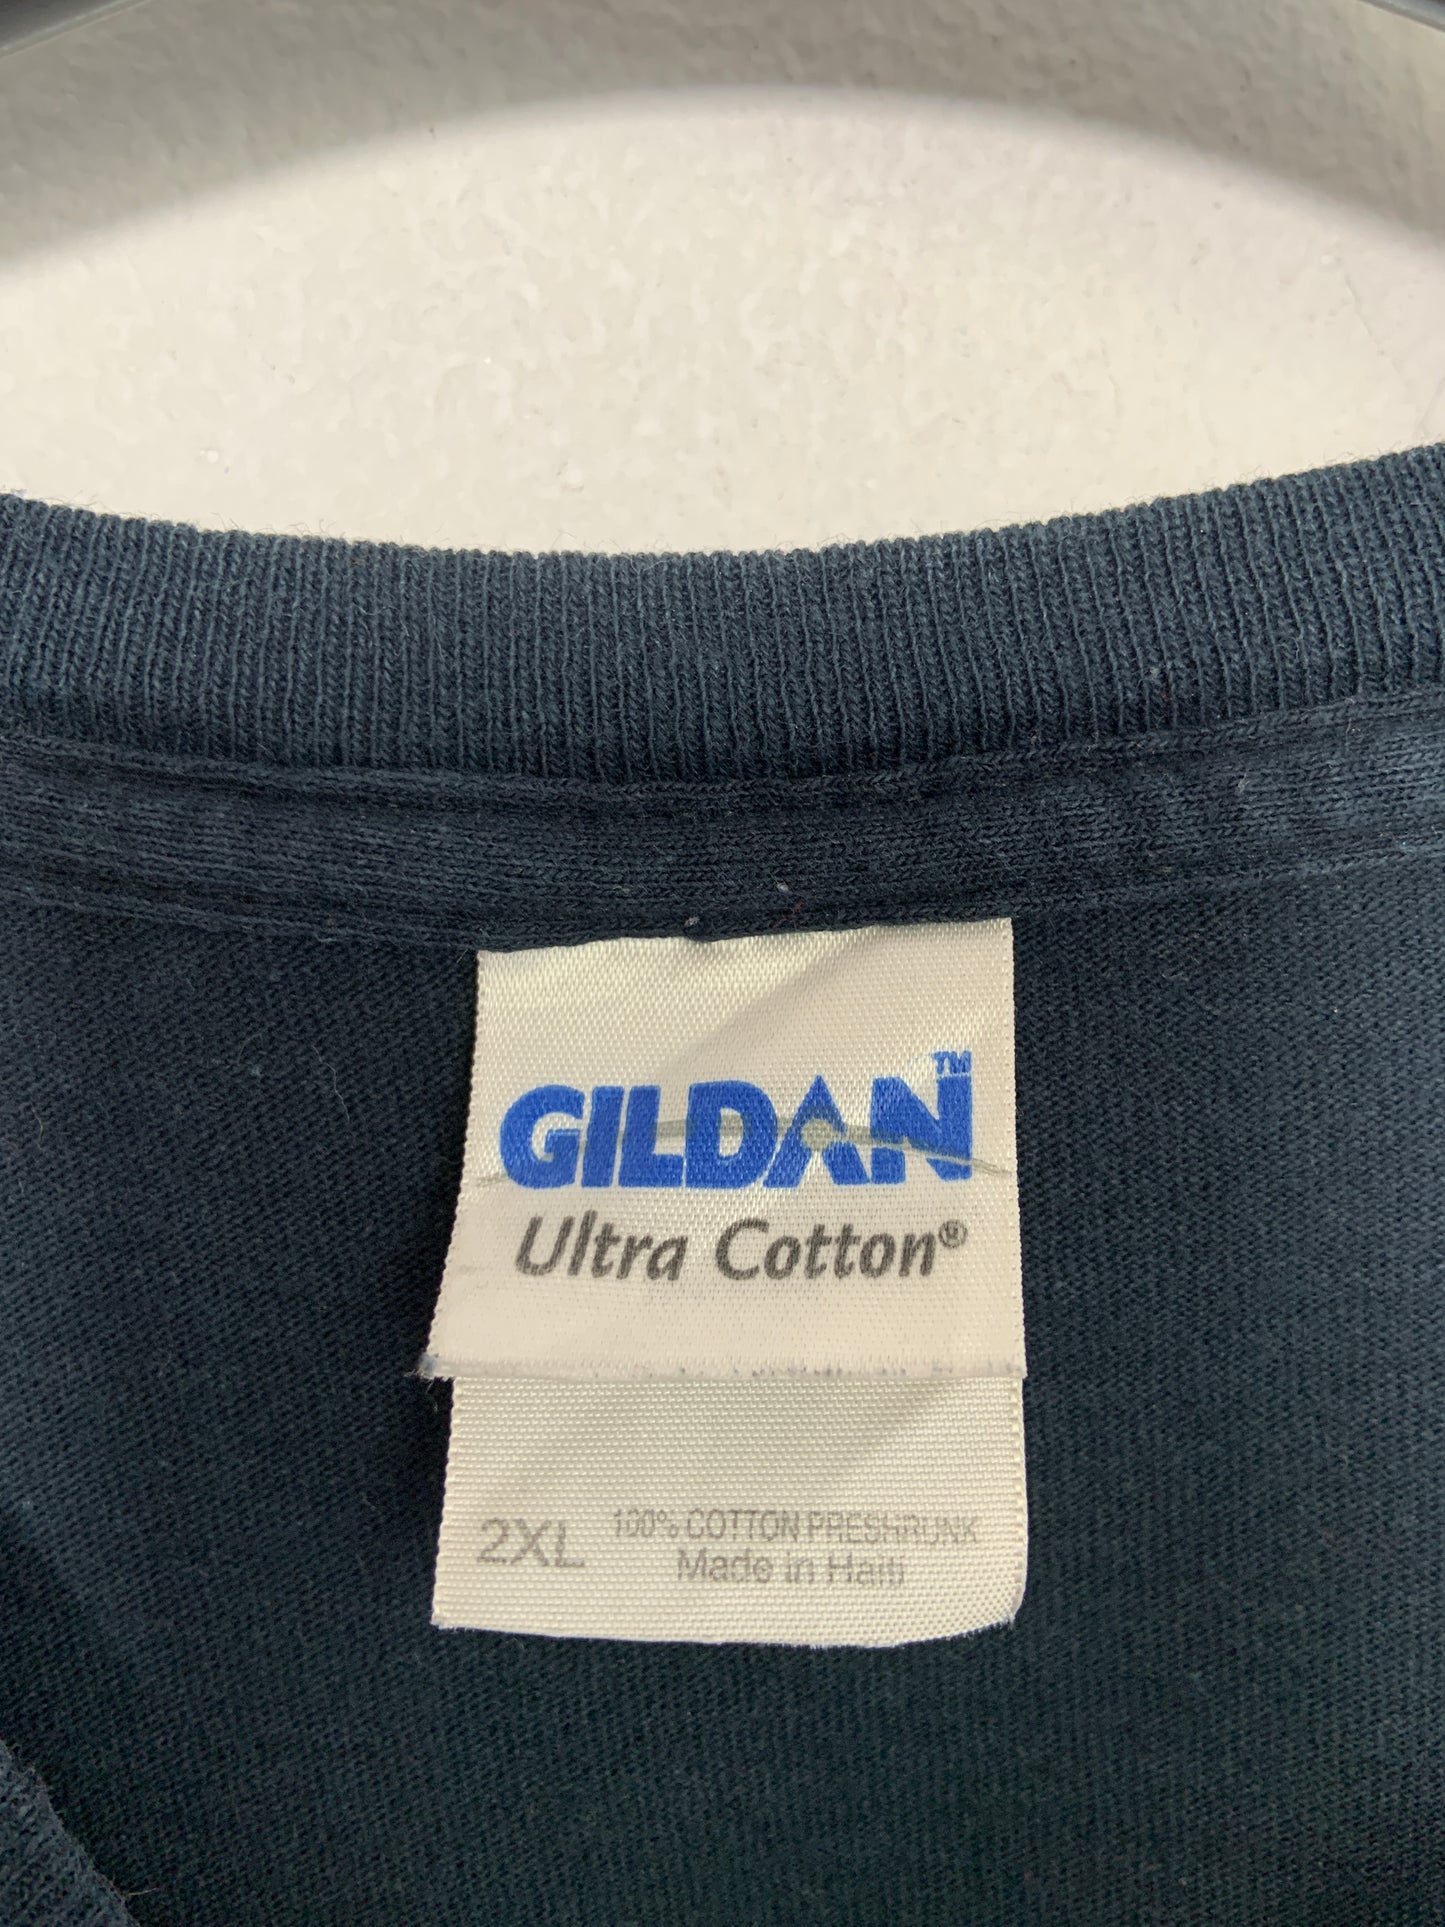 GILDAN™
Ultra Cotton®
2XL 100% COTTON PRESHRUNK
Made in Haiti